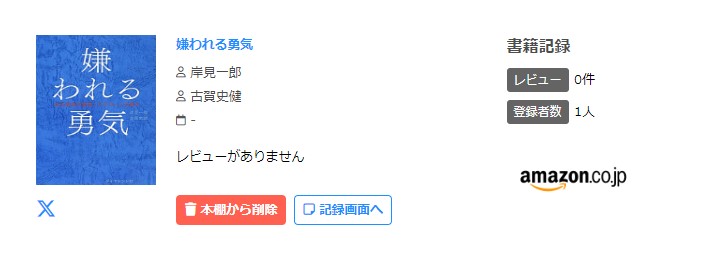 嫌
われる
勇気
嫌われる勇気
岸見一郎
古賀史健
-
レビューがありません
本棚から削除
記録画面へ
書籍記録
レビュー 0件
登録者数 1人
amazon.co.jp